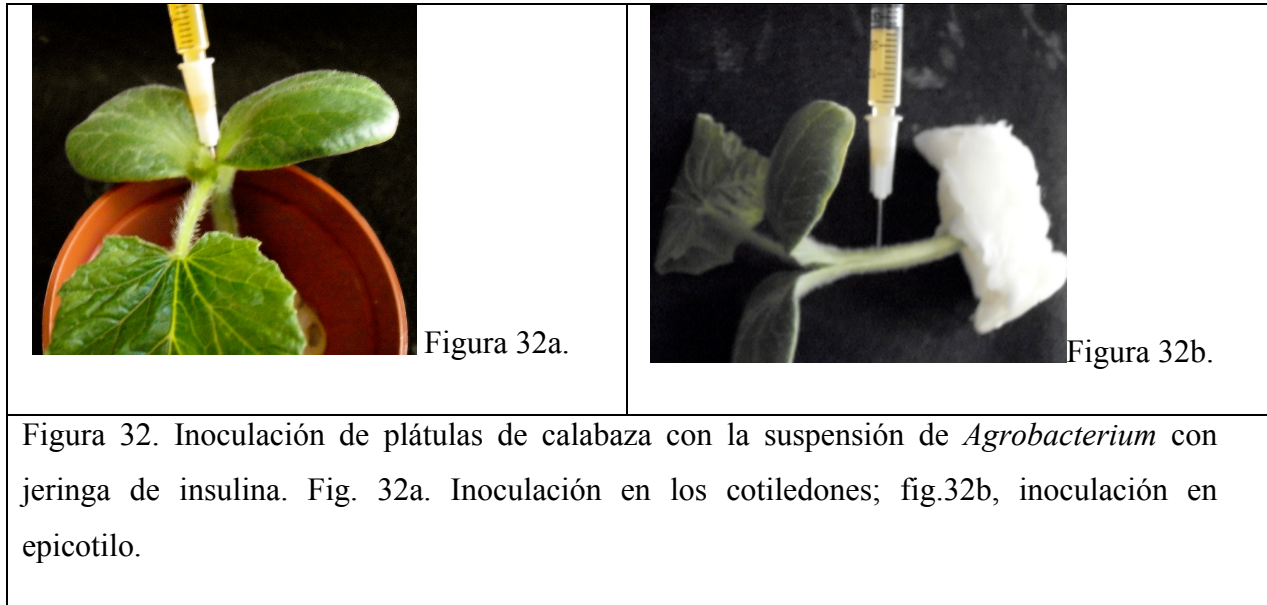 Figura 32a.
Figura 32b.
Figura 32. Inoculación de plátulas de calabaza con la suspensión de Agrobacterium con
jeringa de insulina. Fig. 32a. Inoculación en los cotiledones; fig.32b, inoculación en
epicotilo.